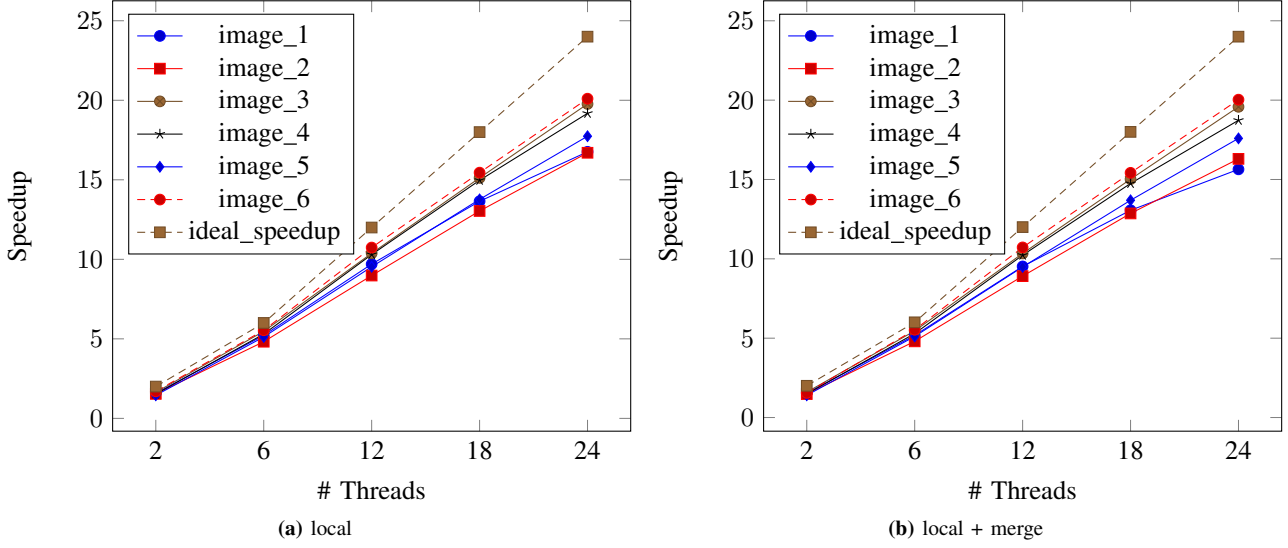 25
20
15
10
5
0
Speedup
image_1
image_2
image_3
image_4
image_5
image_6
ideal_speedup
2 6 12 18 24
# Threads
(a) local
25
20
15
10
5
0
Speedup
image_1
image_2
image_3
image_4
image_5
image_6
ideal_speedup
2 6 12 18 24
# Threads
(b) local + merge